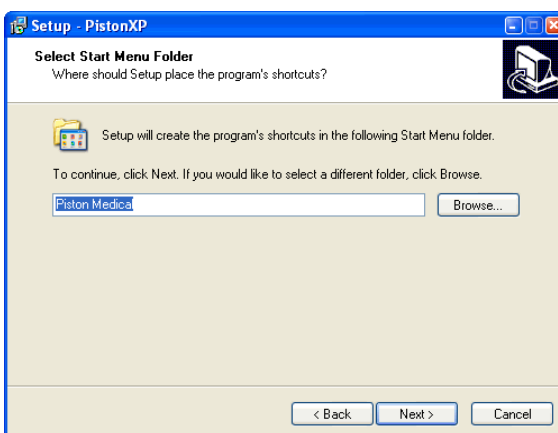 Setup - PistonXP
Select Start Menu Folder
Where should Setup place the program's shortcuts?
Setup will create the program's shortcuts in the following Start Menu folder.
To continue, click Next. If you would like to select a different folder, click Browse.
Piston Medical
Browse...
< Back
Next >
Cancel